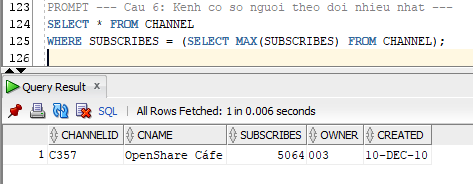 123 PROMPT --- Cau 6: Kenh co so nguoi theo doi nhieu nhat ---
124 SELECT * FROM CHANNEL
125 WHERE SUBSCRIBES = (SELECT MAX(SUBSCRIBES) FROM CHANNEL);
126
Query Result x
SQL | All Rows Fetched: 1 in 0.006 seconds
CHANNELID CNAME SUBSCRIBES OWNER CREATED
1 C357 OpenShare Cáfe 5064 003 10-DEC-10